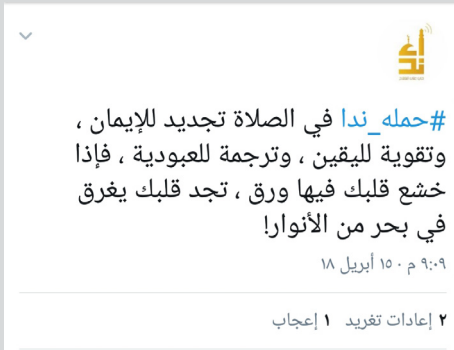 نداء
#حمله_ندا في الصلاة تجديد للإيمان ،
وتقوية لليقين ، وترجمة للعبودية ، فإذا
خشع قلبك فيها ورق ، تجد قلبك يغرق
في بحر من الأنوار!
٩:٠٩ م · ١٥ أبريل ١٨
٢ إعادات تغريد ١ إعجاب